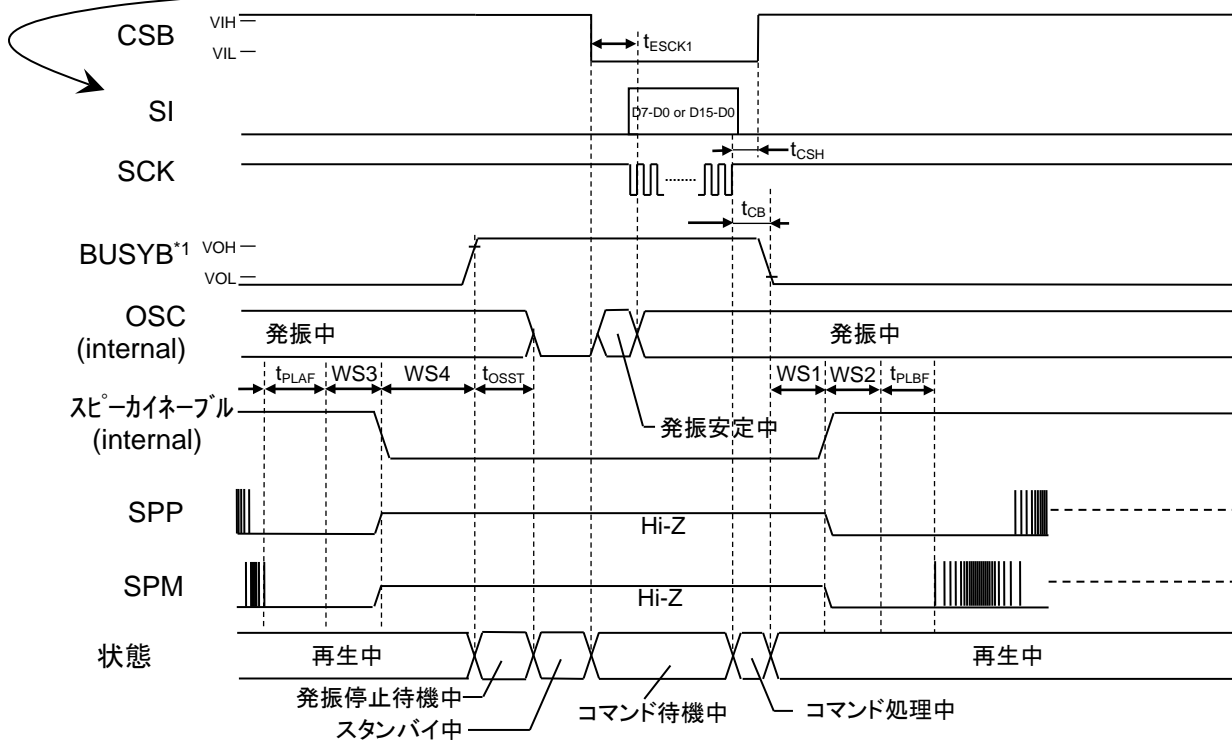 CSB
VIH
VIL
tESCK1
SI
D7-D0 or D15-D0
tCSH
SCK
tCB
BUSYB*1
VOH
VOL
OSC
(internal)
発振中
発振中
tPLAF
WS3
WS4
tOSST
WS1
WS2
tPLBF
スピーカイネーブル
(internal)
発振安定中
SPP
Hi-Z
SPM
Hi-Z
状態
再生中
再生中
発振停止待機中
スタンバイ中
コマンド待機中
コマンド処理中